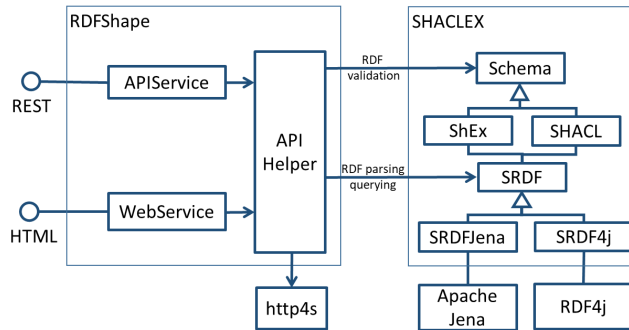 RDFShape
SHACLEX
REST
APIService
API
Helper
RDF
validation
Schema
ShEx
SHACL
RDF parsing
querying
SRDF
HTML
WebService
SRDFJena
SRDF4j
http4s
Apache
Jena
RDF4j